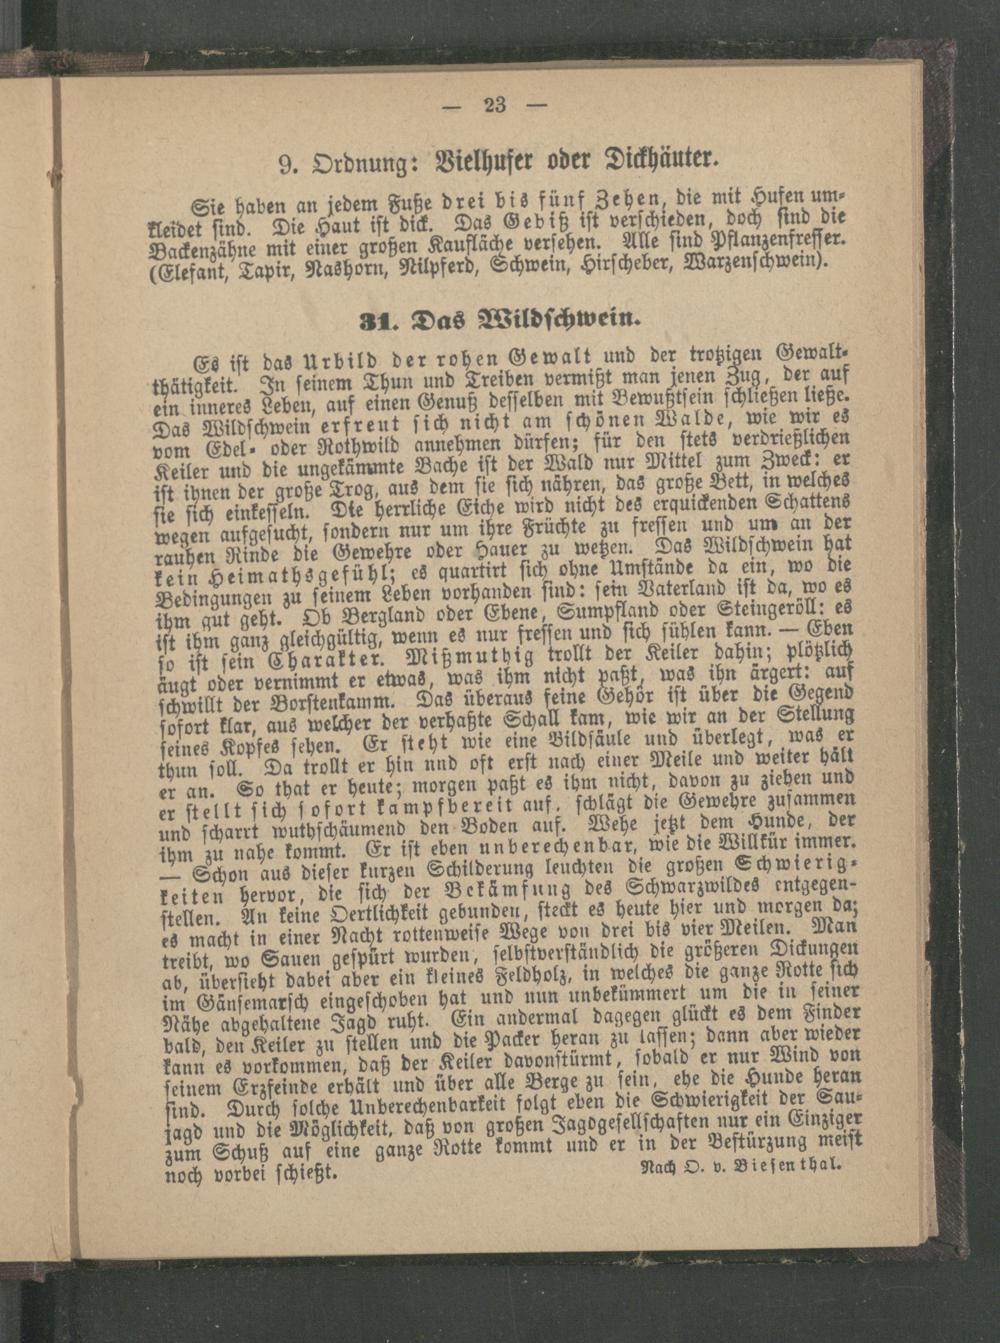 — 23 —
9. Ordnung: Vielhufer oder Dickhäuter.
Sie haben an jedem Fuße drei bis fünf Zehen, die mit Hufen um-
kleidet sind. Die Haut ist dick. Das Gebiß ist verschieden, doch sind die
Backenzähne mit einer großen Kaufläche versehen. Alle sind Pflanzenfresser.
(Elefant, Tapir, Nashorn, Nilpferd, Schwein, Hirscheber, Warzenschwein).
31. Das Wildschwein.
Es ist das Urbild der rohen Gewalt und der trotzigen Gewalt-
thätigkeit. In seinem Thun und Treiben vermißt man jenen Zug, der auf
ein inneres Leben, auf einen Genuß desselben mit Bewußtsein schließen ließe.
Das Wildschwein erfreut sich nicht am schönen Walde, wie wir es
vom Edel- oder Rothwild annehmen dürfen; für den stets verdrießlichen
Keiler und die ungekämmte Bache ist der Wald nur Mittel zum Zweck: er
ist ihnen der große Trog, aus dem sie sich nähren, das große Bett, in welches
sie sich einkesseln. Die herrliche Eiche wird nicht des erquickenden Schattens
wegen aufgesucht, sondern nur um ihre Früchte zu fressen und um an der
rauhen Rinde die Gewehre oder Hauer zu wetzen. Das Wildschwein hat
kein Heimathsgefühl; es quartirt sich ohne Umstände da ein, wo die
Bedingungen zu seinem Leben vorhanden sind: sein Vaterland ist da, wo es
ihm gut geht. Ob Bergland oder Ebene, Sumpfland oder Steingeröll: es
ist ihm ganz gleichgültig, wenn es nur fressen und sich sühlen kann. — Eben
so ist sein Charakter. Mißmuthig trollt der Keiler dahin; plötzlich
äugt oder vernimmt er etwas, was ihm nicht paßt, was ihn ärgert: auf
schwillt der Borstenkamm. Das überaus feine Gehör ist über die Gegend
sofort klar, aus welcher der verhaßte Schall kam, wie wir an der Stellung
seines Kopfes sehen. Er steht wie eine Bildsäule und überlegt, was er
thun soll. Da trollt er hin nnd oft erst nach einer Meile und weiter hält
er an. So that er heute; morgen paßt es ihm nicht, davon zu ziehen und
er stellt sich sofort kampfbereit auf, schlägt die Gewehre zusammen
und scharrt wuthschäumend den Boden auf. Wehe jetzt dem Hunde, der
ihm zu nahe kommt. Er ist eben unberechenbar, wie die Willkür immer.
— Schon aus dieser kurzen Schilderung leuchten die großen Schwierig-
keiten hervor, die sich der Bekämfung des Schwarzwildes entgegen-
stellen. An keine Oertlichkeit gebunden, steckt es heute hier und morgen da;
es macht in einer Nacht rottenweise Wege von drei bis vier Meilen. Man
treibt, wo Sauen gespürt wurden, selbstverständlich die größeren Dickungen
ab, übersieht dabei aber ein kleines Feldholz, in welches die ganze Rotte sich
im Gänsemarsch eingeschoben hat und nun unbekümmert um die in seiner
Nähe abgehaltene Jagd ruht. Ein andermal dagegen glückt es dem Finder
bald, den Keiler zu stellen und die Packer heran zu lassen; dann aber wieder
kann es vorkommen, daß der Keiler davonstürmt, sobald er nur Wind von
seinem Erzfeinde erhält und über alle Berge zu sein, ehe die Hunde heran
sind. Durch solche Unberechenbarkeit folgt eben die Schwierigkeit der Sau-
jagd und die Möglichkeit, daß von großen Jagdgesellschaften nur ein Einziger
zum Schuß auf eine ganze Rotte kommt und er in der Bestürzung meist
noch vorbei schießt.
Nach O. v. Biesenthal.